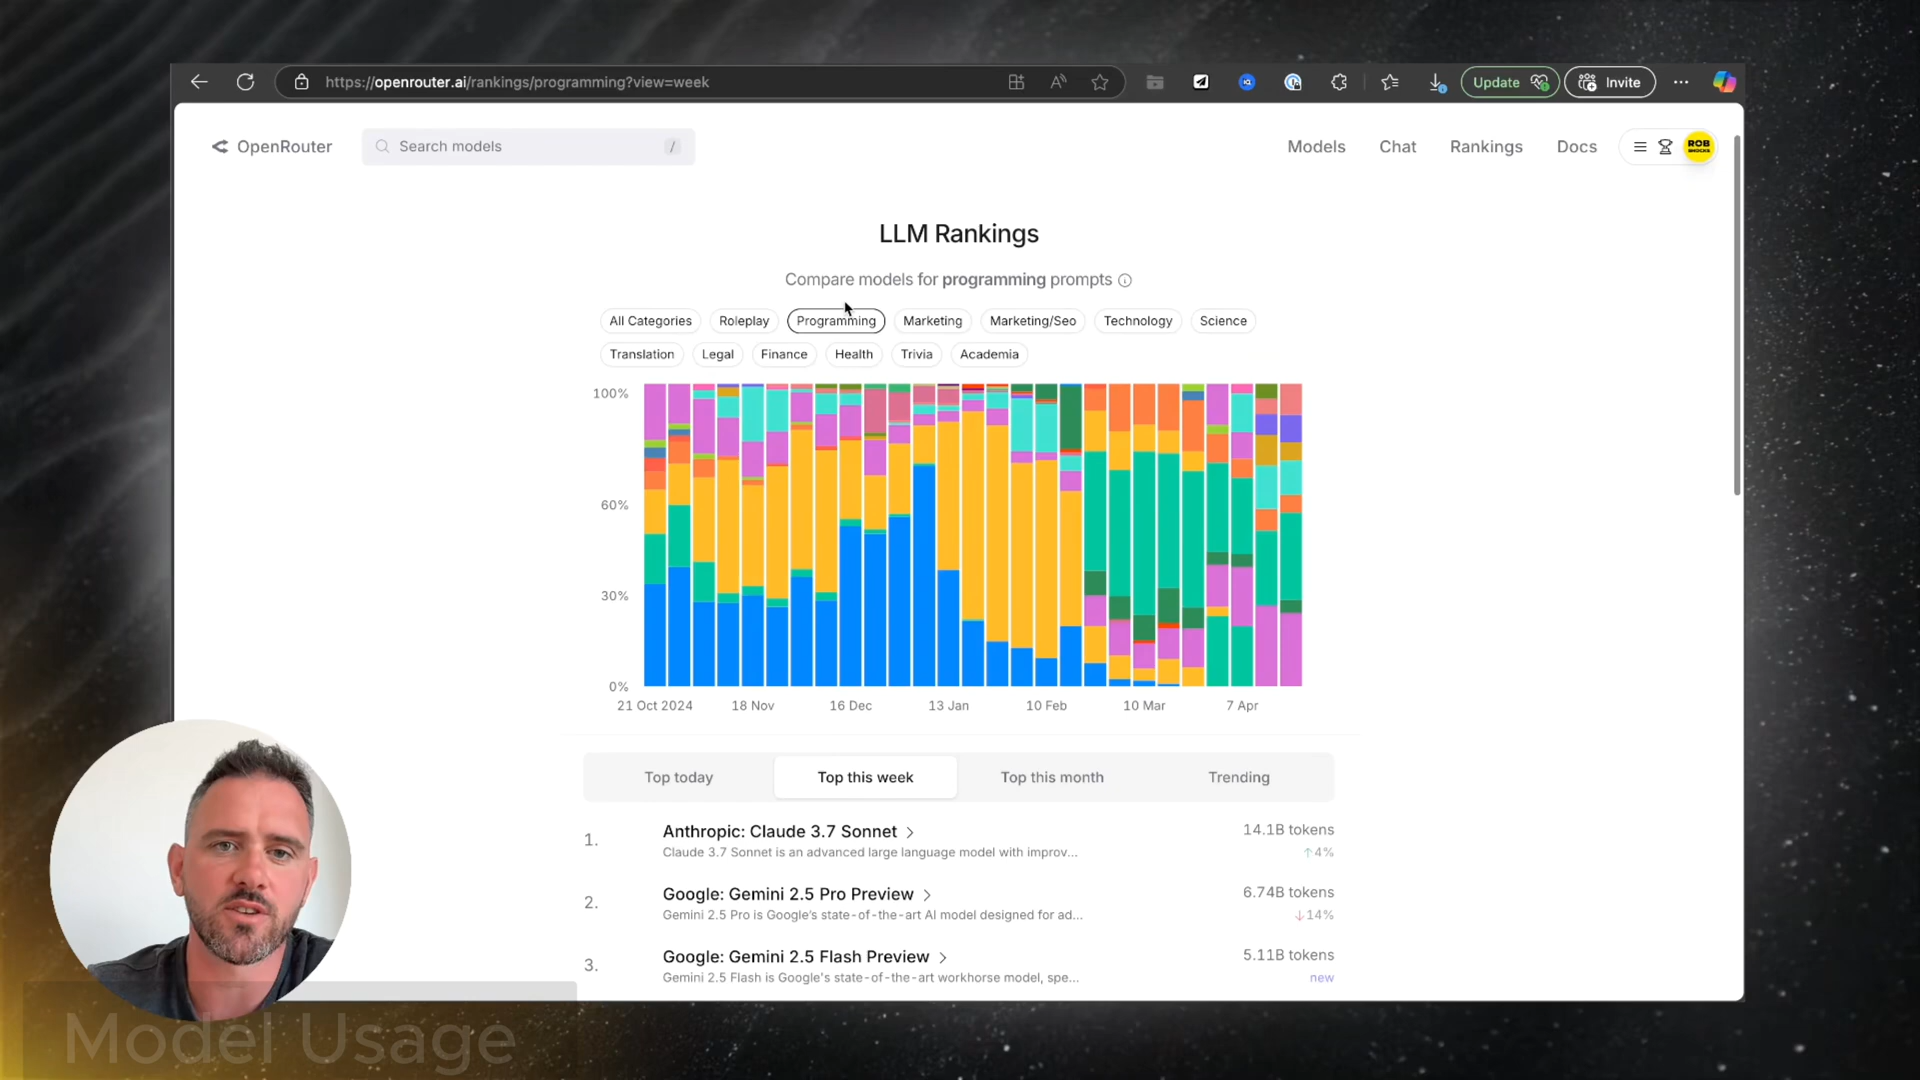 https://openrouter.ai/rankings/programming?view=week
Update
Invite
OpenRouter
Search models
/
Models
Chat
Rankings
Docs
ROB
SHOCKS
LLM Rankings
Compare models for programming prompts
All Categories
Roleplay
Programming
Marketing
Marketing/Seo
Technology
Science
Translation
Legal
Finance
Health
Trivia
Academia
100%
60%
30%
0%
21 Oct 2024
18 Nov
16 Dec
13 Jan
10 Feb
10 Mar
7 Apr
Top today
Top this week
Top this month
Trending
1.
Anthropic: Claude 3.7 Sonnet
Claude 3.7 Sonnet is an advanced large language model with improv...
14.1B tokens
↑4%
2.
Google: Gemini 2.5 Pro Preview
Gemini 2.5 Pro is Google's state-of-the-art AI model designed for ad...
6.74B tokens
↓14%
3.
Google: Gemini 2.5 Flash Preview
Gemini 2.5 Flash is Google's state-of-the-art workhorse model, spe...
5.11B tokens
new
Model Usage